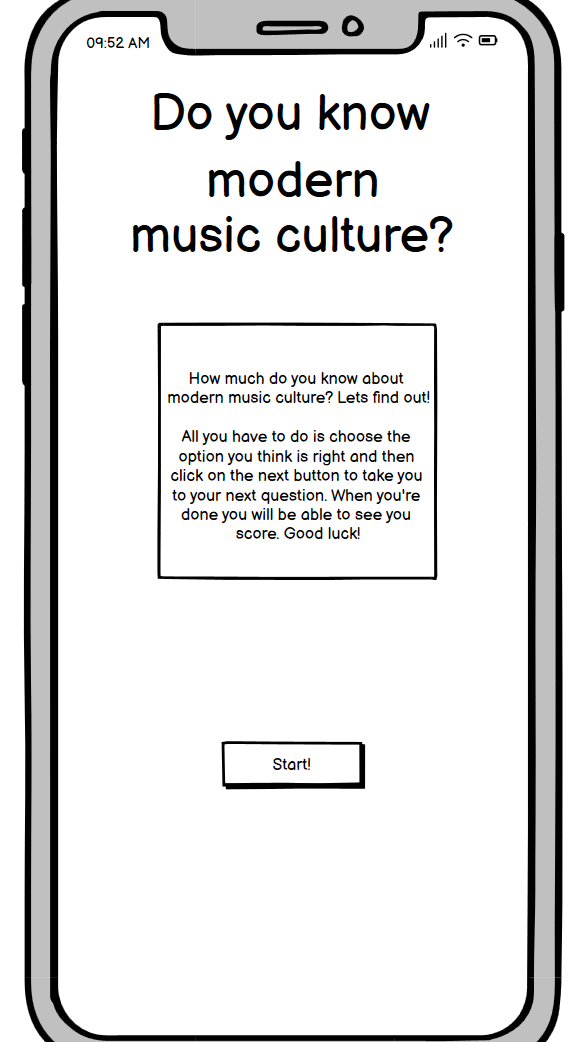 09:52 AM
Do you know
modern
music culture?
How much do you know about
modern music culture? Lets find out!
All you have to do is choose the
option you think is right and then
click on the next button to take you
to your next question. When you're
done you will be able to see you
score. Good luck!
Start!